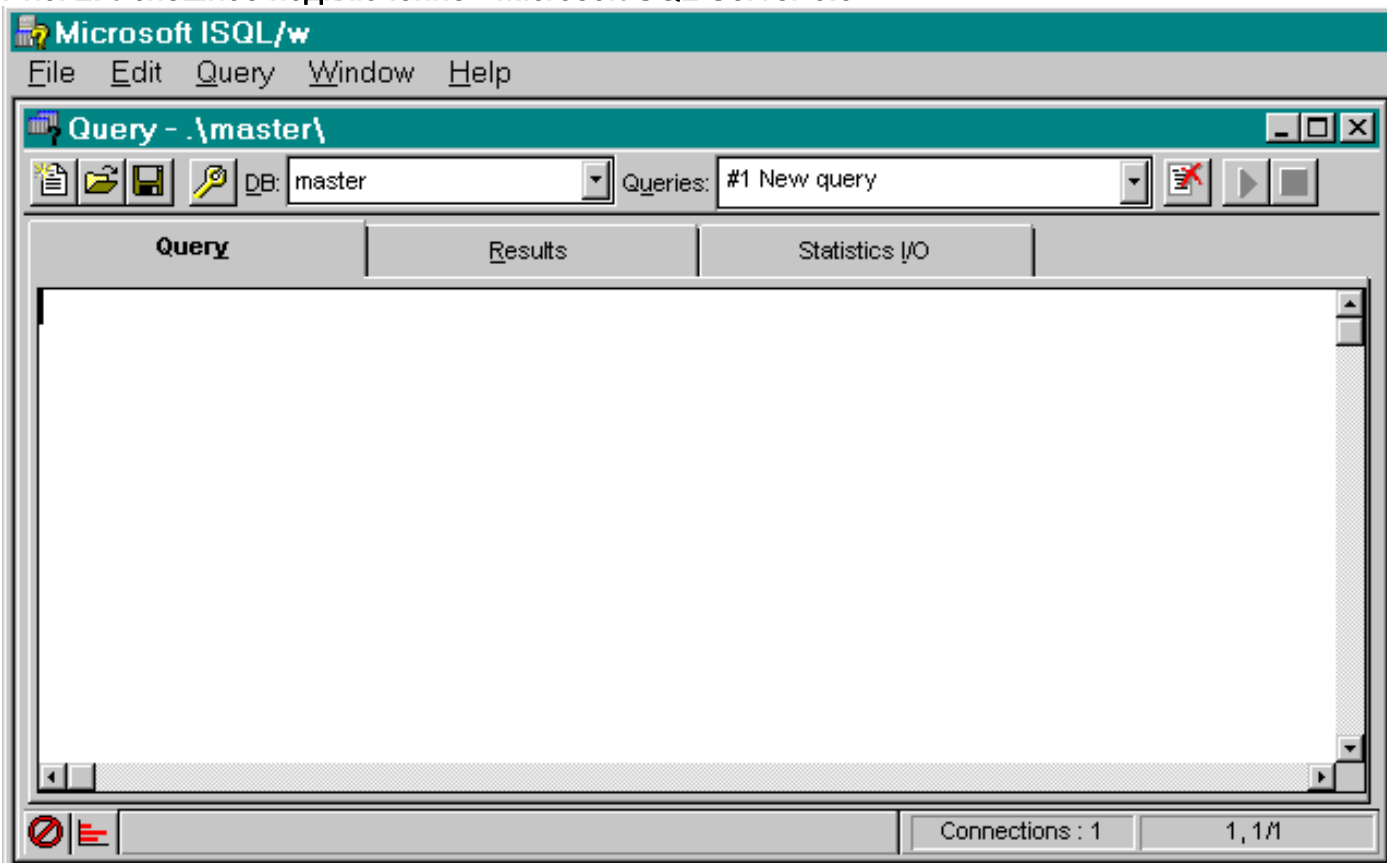 Microsoft ISQL/w
File Edit Query Window Help
Query - .\master\
DB: master Queries: #1 New query
Query Results Statistics I/O
Connections : 1 1, 1/1